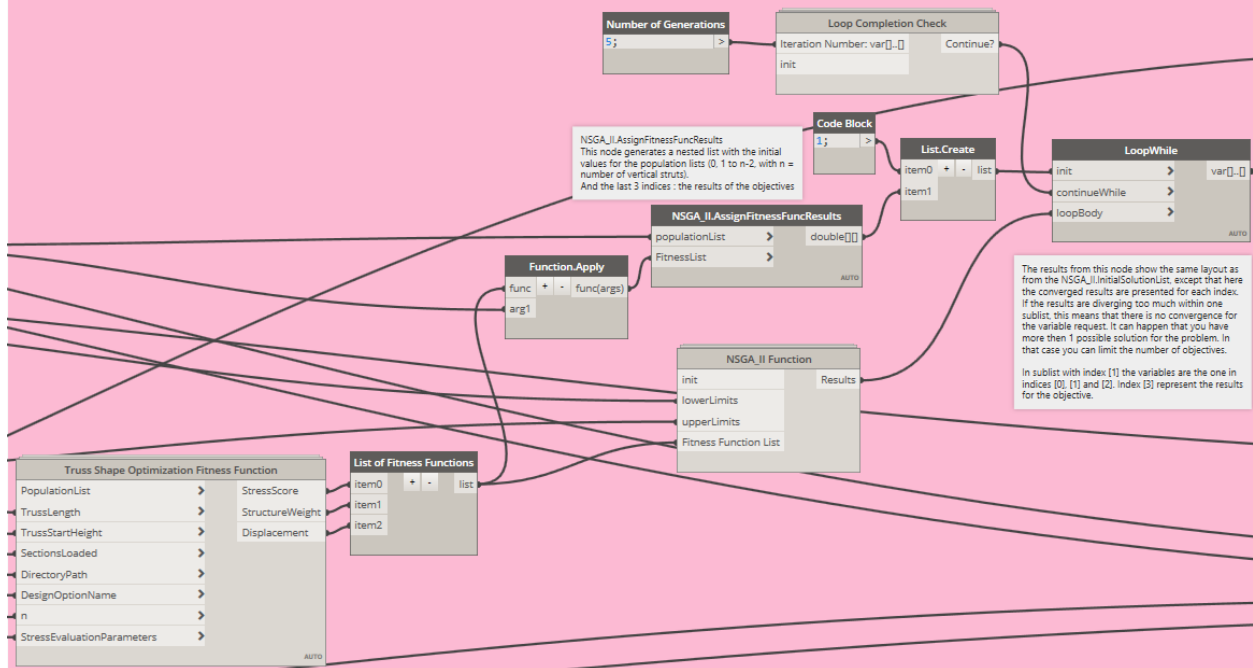 Number of Generations
5;
>
Loop Completion Check
Iteration Number: var[]..[]
Continue?
init
Code Block
1;
>
NSGA_II.AssignFitnessFuncResults
This node generates a nested list with the initial
values for the population lists (0, 1 to n-2, with n =
number of vertical struts).
And the last 3 indices : the results of the objectives
List.Create
item0 + - list
item1
LoopWhile
init > var[]..[]
continueWhile >
loopBody >
AUTO
NSGA_II.AssignFitnessFuncResults
populationList > double[][]
FitnessList >
AUTO
Function.Apply
func + - func(args)
arg1
The results from this node show the same layout as
from the NSGA_II.InitialSolutionList, except that here
the converged results are presented for each index.
If the results are diverging too much within one
sublist, this means that there is no convergence for
the variable request. It can happen that you have
more then 1 possible solution for the problem. In
that case you can limit the number of objectives.
In sublist with index [1] the variables are the one in
indices [0], [1] and [2]. Index [3] represent the results
for the objective.
NSGA_II Function
init Results
lowerLimits
upperLimits
Fitness Function List
Truss Shape Optimization Fitness Function
PopulationList > StressScore
TrussLength > StructureWeight
TrussStartHeight > Displacement
SectionsLoaded >
DirectoryPath >
DesignOptionName >
n >
StressEvaluationParameters >
AUTO
List of Fitness Functions
item0 + - list
item1
item2